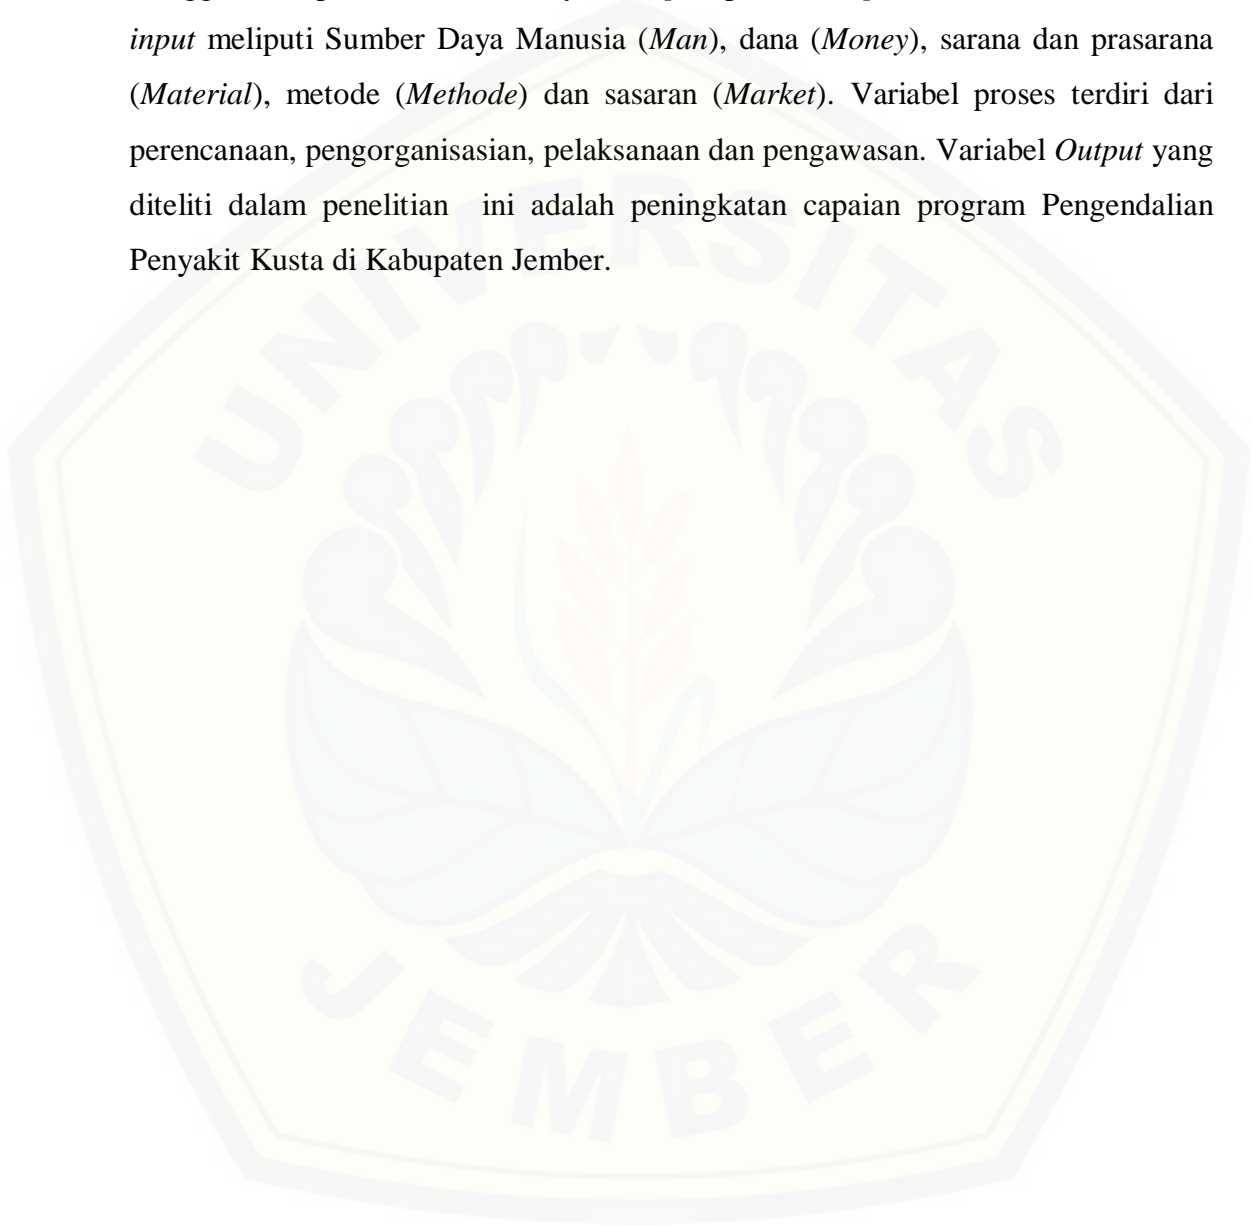 input meliputi Sumber Daya Manusia (Man), dana (Money), sarana dan prasarana
(Material), metode (Methode) dan sasaran (Market). Variabel proses terdiri dari
perencanaan, pengorganisasian, pelaksanaan dan pengawasan. Variabel Output yang
diteliti dalam penelitian ini adalah peningkatan capaian program Pengendalian
Penyakit Kusta di Kabupaten Jember.
UNIVERSITAS
JEMBER